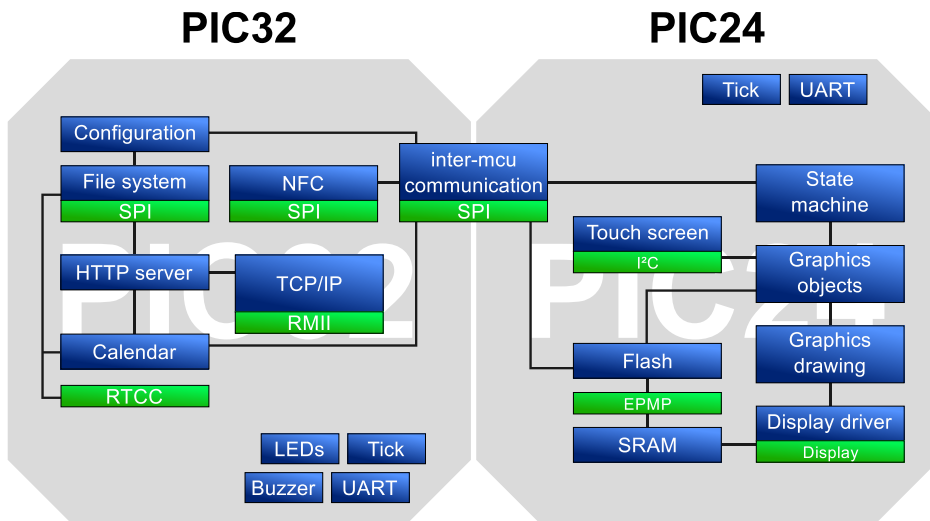 PIC32
PIC24
Configuration
File system
SPI
NFC
SPI
inter-mcu
communication
SPI
HTTP server
TCP/IP
RMII
Calendar
RTCC
LEDs
Tick
Buzzer
UART
PIC32
Tick
UART
State
machine
Touch screen
I²C
Graphics
objects
Flash
EPMP
SRAM
Graphics
drawing
Display driver
Display
PIC24